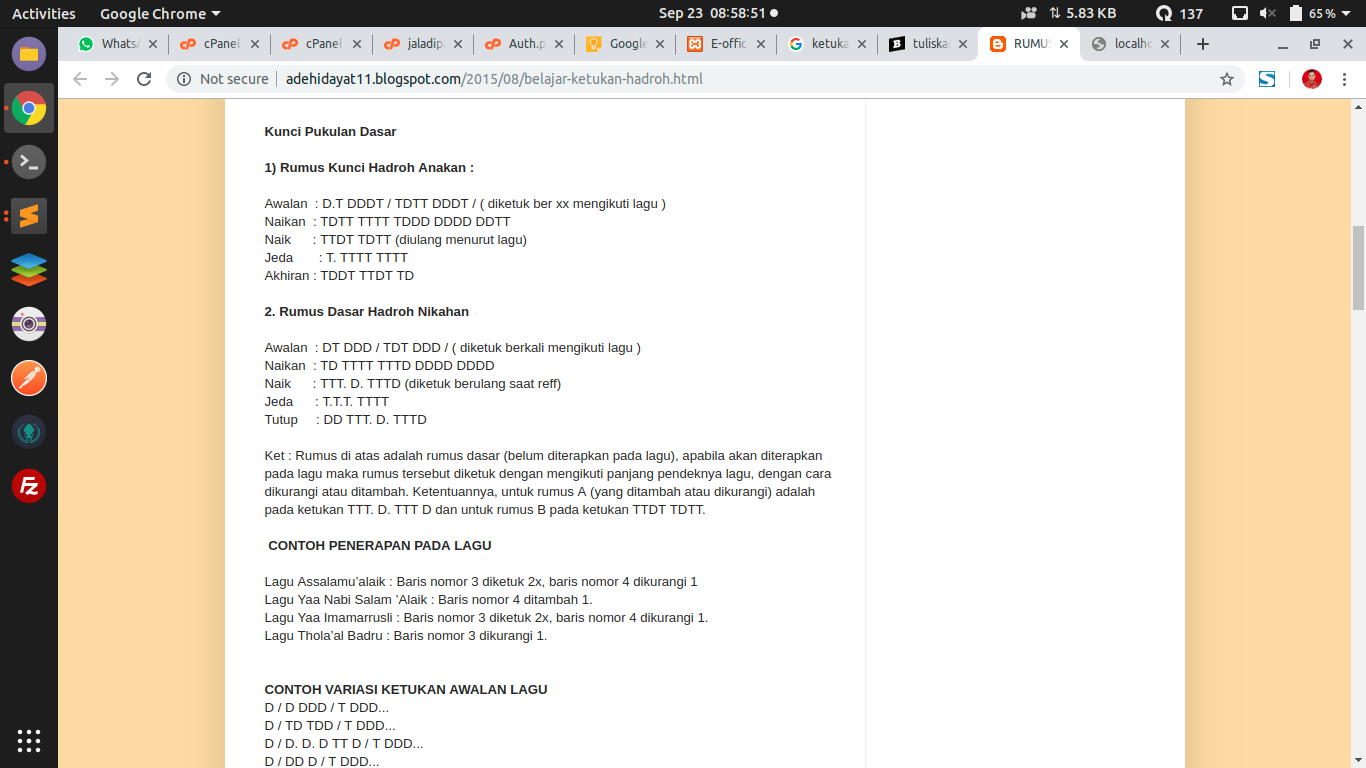 Activities Google Chrome Sep 23 08:58:51 5.83 KB 137 65 %
WhatsA cPanel cPanel jaladip Auth.p Google E-offic ketuka tuliska RUMUS localho
Not secure adehidayat11.blogspot.com/2015/08/belajar-ketukan-hadroh.html
Kunci Pukulan Dasar
1) Rumus Kunci Hadroh Anakan :
Awalan : D.T DDDT / TDTT DDDT / ( diketuk ber xx mengikuti lagu )
Naikan : TDTT TTTT TDDD DDDD DDTT
Naik : TTDT TDTT (diulang menurut lagu)
Jeda : T. TTTT TTTT
Akhiran : TDDT TTDT TD
2. Rumus Dasar Hadroh Nikahan
Awalan : DT DDD / TDT DDD / ( diketuk berkali mengikuti lagu )
Naikan : TD TTTT TTTD DDDD DDDD
Naik : TTT. D. TTTD (diketuk berulang saat reff)
Jeda : T.T.T. TTTT
Tutup : DD TTT. D. TTTD
Ket : Rumus di atas adalah rumus dasar (belum diterapkan pada lagu), apabila akan diterapkan
pada lagu maka rumus tersebut diketuk dengan mengikuti panjang pendeknya lagu, dengan cara
dikurangi atau ditambah. Ketentuannya, untuk rumus A (yang ditambah atau dikurangi) adalah
pada ketukan TTT. D. TTT D dan untuk rumus B pada ketukan TTDT TDTT.
CONTOH PENERAPAN PADA LAGU
Lagu Assalamu’alaik : Baris nomor 3 diketuk 2x, baris nomor 4 dikurangi 1
Lagu Yaa Nabi Salam ’Alaik : Baris nomor 4 ditambah 1.
Lagu Yaa Imamarrusli : Baris nomor 3 diketuk 2x, baris nomor 4 dikurangi 1.
Lagu Thola’al Badru : Baris nomor 3 dikurangi 1.
CONTOH VARIASI KETUKAN AWALAN LAGU
D / D DDD / T DDD...
D / TD TDD / T DDD...
D / D. D. D TT D / T DDD...
D / DD D / T DDD...